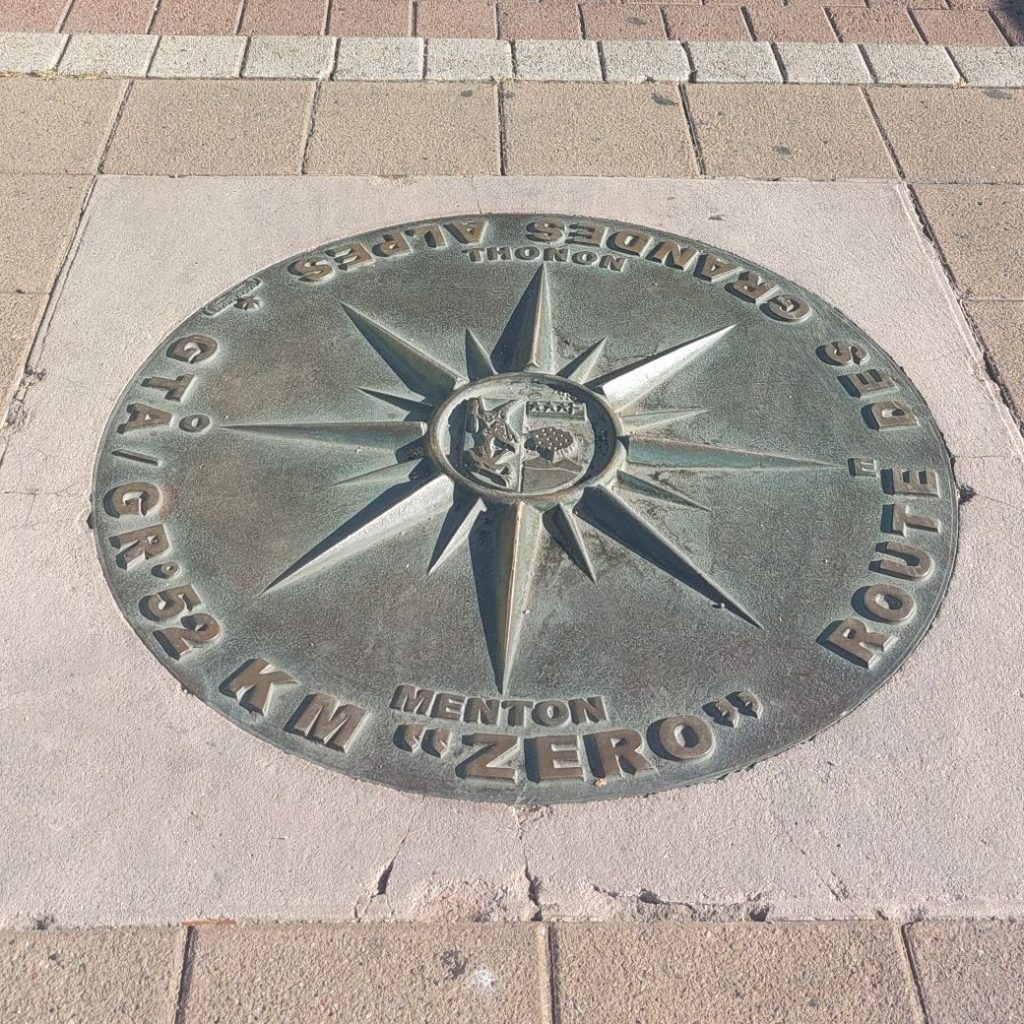 KM "ZERO"
MENTON
ROUTE DES GRANDES ALPES
THONON
GTA/GR°52
O
E